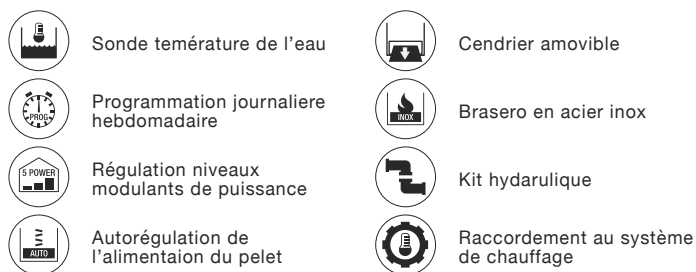 Sonde temérature de l'eau
PROG.
Programmation journaliere
hebdomadaire
5 POWER
Régulation niveaux
modulants de puissance
AUTO
Autorégulation de
l'alimentaion du pelet
Cendrier amovible
INOX
Brasero en acier inox
Kit hydarulique
Raccordement au système
de chauffage